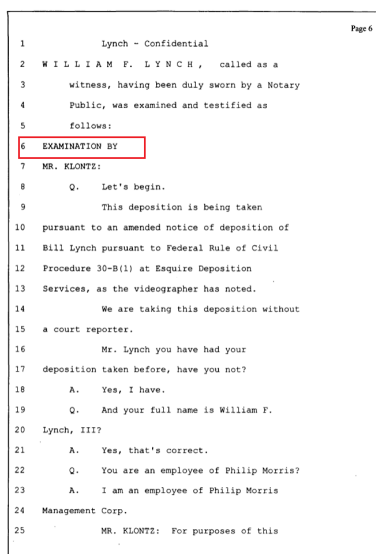 Page 6
1 Lynch - Confidential
2 W I L L I A M F. L Y N C H , called as a
3 witness, having been duly sworn by a Notary
4 Public, was examined and testified as
5 follows:
6 EXAMINATION BY
7 MR. KLONTZ:
8 Q. Let's begin.
9 This deposition is being taken
10 pursuant to an amended notice of deposition of
11 Bill Lynch pursuant to Federal Rule of Civil
12 Procedure 30-B(1) at Esquire Deposition
13 Services, as the videographer has noted.
14 We are taking this deposition without
15 a court reporter.
16 Mr. Lynch you have had your
17 deposition taken before, have you not?
18 A. Yes, I have.
19 Q. And your full name is William F.
20 Lynch, III?
21 A. Yes, that's correct.
22 Q. You are an employee of Philip Morris?
23 A. I am an employee of Philip Morris
24 Management Corp.
25 MR. KLONTZ: For purposes of this